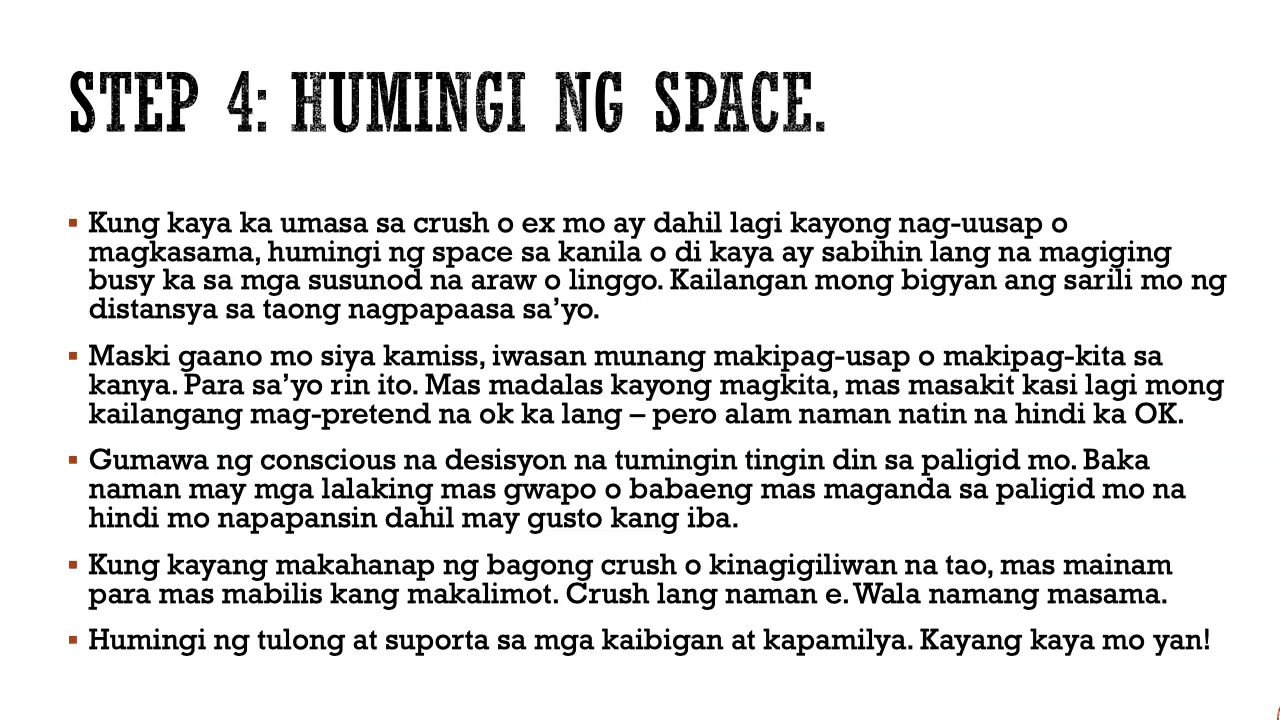 STEP 4: HUMINGI NG SPACE.
▪ Kung kaya ka umasa sa crush o ex mo ay dahil lagi kayong nag-uusap o
magkasama, humingi ng space sa kanila o di kaya ay sabihin lang na magiging
busy ka sa mga susunod na araw o linggo. Kailangan mong bigyan ang sarili mo ng
distansya sa taong nagpapaasa sa’yo.
▪ Maski gaano mo siya kamiss, iwasan munang makipag-usap o makipag-kita sa
kanya. Para sa’yo rin ito. Mas madalas kayong magkita, mas masakit kasi lagi mong
kailangang mag-pretend na ok ka lang – pero alam naman natin na hindi ka OK.
▪ Gumawa ng conscious na desisyon na tumingin tingin din sa paligid mo. Baka
naman may mga lalaking mas gwapo o babaeng mas maganda sa paligid mo na
hindi mo napapansin dahil may gusto kang iba.
▪ Kung kayang makahanap ng bagong crush o kinagigiliwan na tao, mas mainam
para mas mabilis kang makalimot. Crush lang naman e. Wala namang masama.
▪ Humingi ng tulong at suporta sa mga kaibigan at kapamilya. Kayang kaya mo yan!